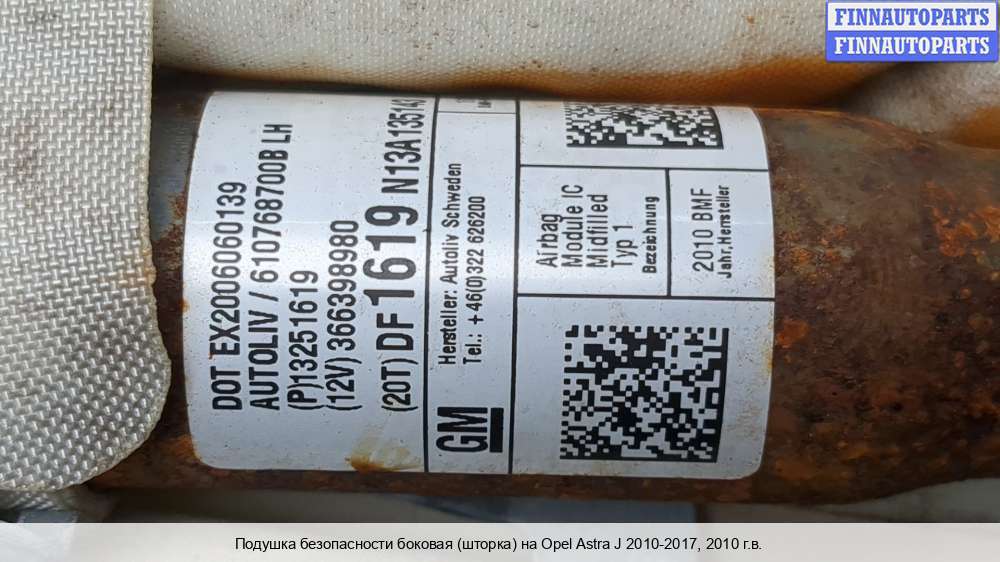 FINNAUTOPARTS
FINNAUTOPARTS
DOT EX2006060139
AUTOLIV / 610768700B LH
(P)13251619
(12V) 366398980
(20T) DF1619 N13A135143
GM
Hersteller: Autoliv Schweden
Tel.: +46(0)322 626200
Airbag
Module IC
Midfilled
Typ 1
Bezeichnung
2010 BMF
Jahr,Hersteller
Подушка безопасности боковая (шторка) на Opel Astra J 2010-2017, 2010 г.в.